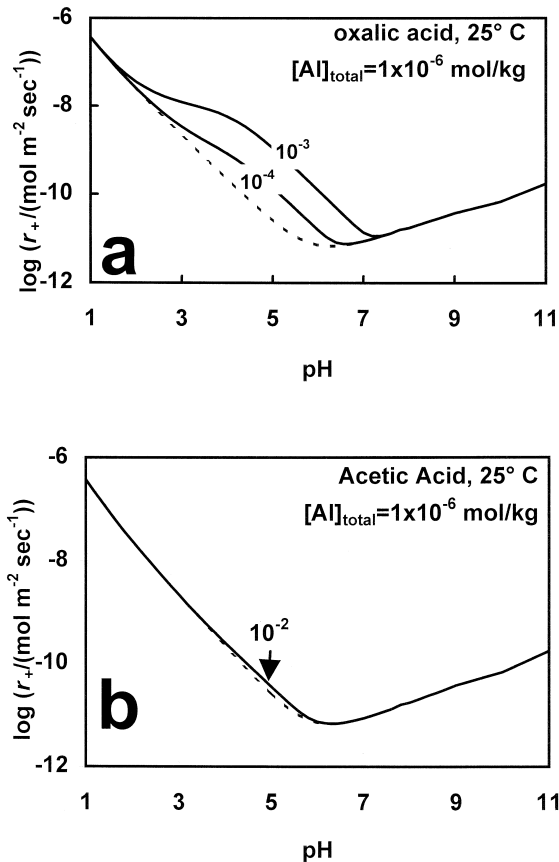 -6
oxalic acid, 25° C
[Al]total=1x10-6 mol/kg
-8
10-3
-10
10-4
-12
log (r+/(mol m-2 sec-1))
a
1 3 5 7 9 11
pH
-6
Acetic Acid, 25° C
[Al]total=1x10-6 mol/kg
-8
10-2
-10
-12
log (r+/(mol m-2 sec-1))
b
1 3 5 7 9 11
pH